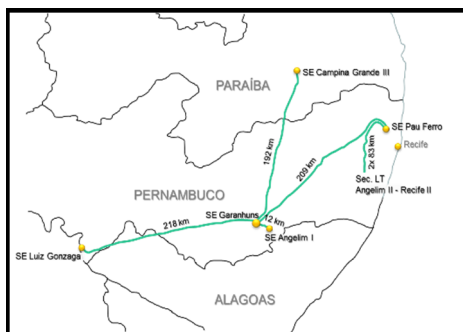 SE Campina Grande III
PARAÍBA
SE Pau Ferro
192 km
2x 83 km
Recife
209 km
Sec. LT
Angelim II - Recife II
PERNAMBUCO
SE Garanhuns
12 km
218 km
SE Angelim I
SE Luiz Gonzaga
ALAGOAS